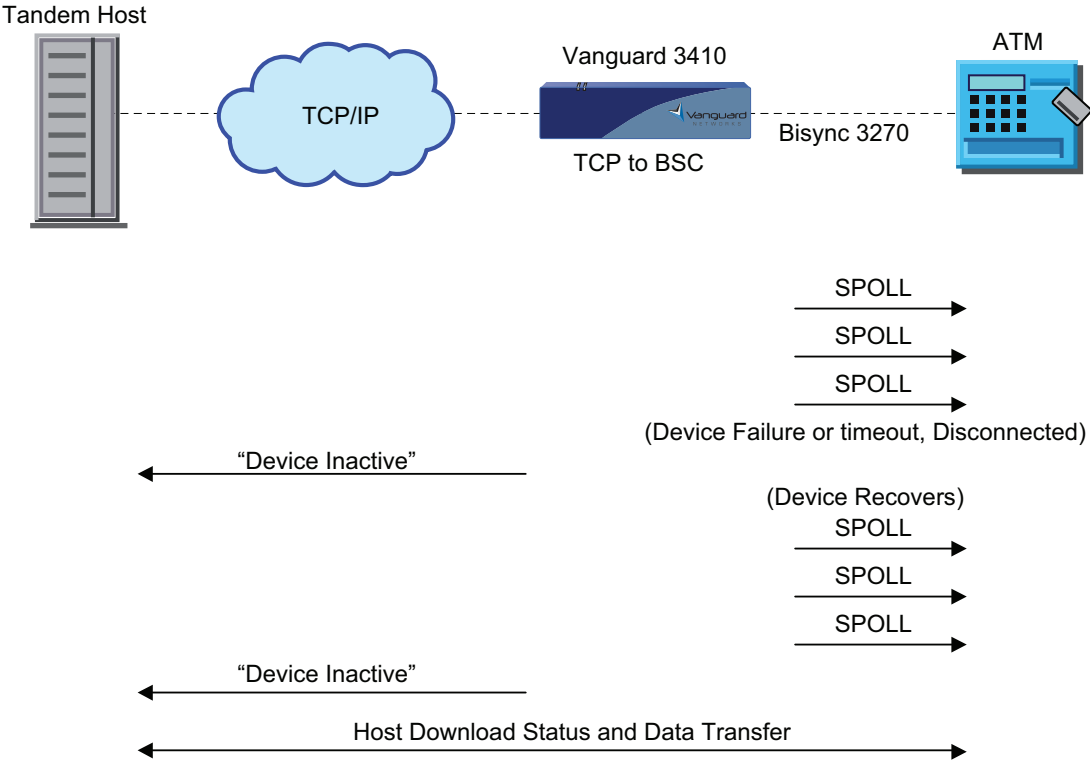 Tandem Host
TCP/IP
Vanguard 3410
Vanguard
NETWORKS
TCP to BSC
Bisync 3270
ATM
SPOLL
SPOLL
SPOLL
(Device Failure or timeout, Disconnected)
“Device Inactive”
(Device Recovers)
SPOLL
SPOLL
SPOLL
“Device Inactive”
Host Download Status and Data Transfer